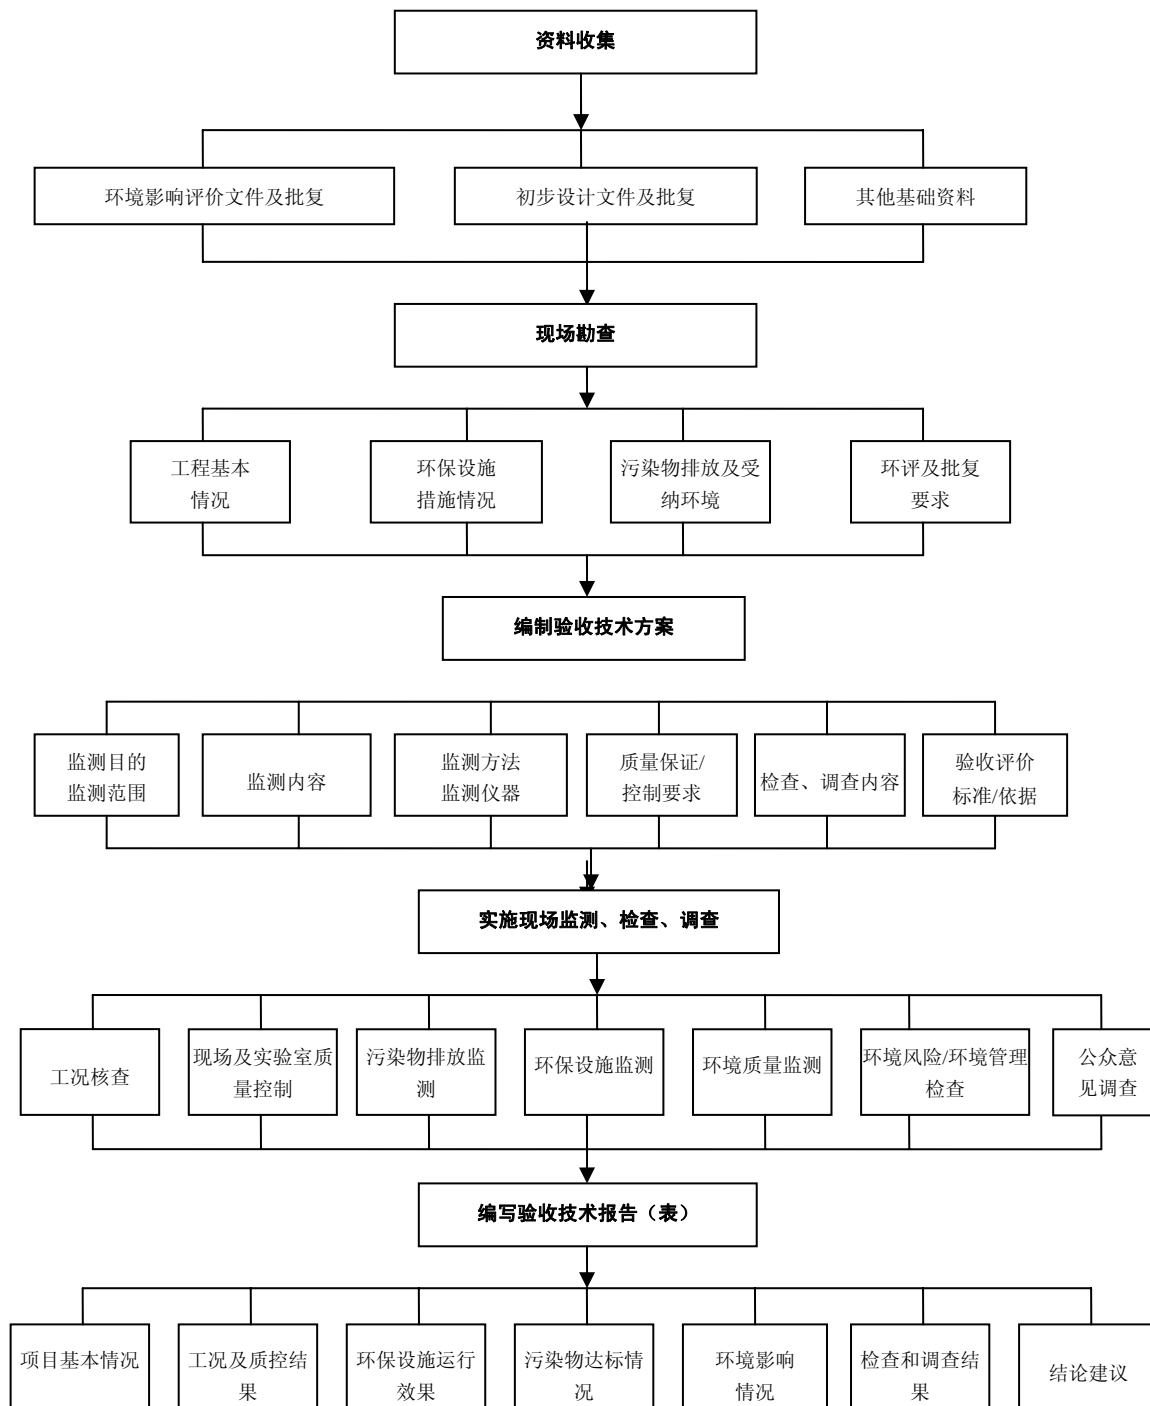 资料收集
环境影响评价文件及批复
初步设计文件及批复
其他基础资料
现场勘查
工程基本
情况
环保设施
措施情况
污染物排放及受
纳环境
环评及批复
要求
编制验收技术方案
监测目的
监测范围
监测内容
监测方法
监测仪器
质量保证/
控制要求
检查、调查内容
验收评价
标准/依据
实施现场监测、检查、调查
工况核查
现场及实验室质
量控制
污染物排放监
测
环保设施监测
环境质量监测
环境风险/环境管理
检查
公众意
见调查
编写验收技术报告（表）
项目基本情况
工况及质控结
果
环保设施运行
效果
污染物达标情
况
环境影响
情况
检查和调查结
果
结论建议